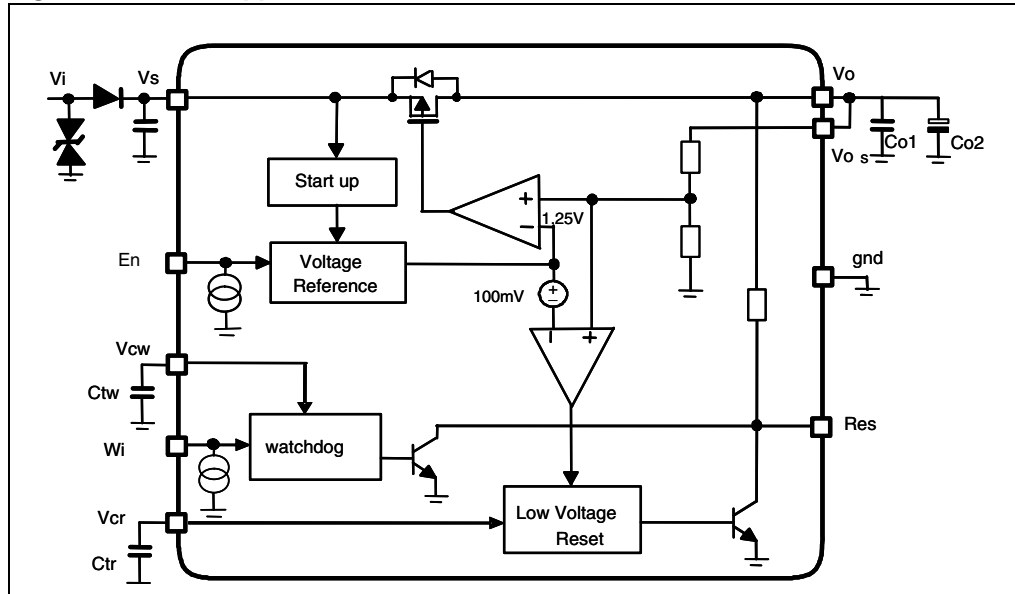 Vi
Vs
Vo
Co1
Co2
Vo s
Start up
+
1.25V
−
En
Voltage
Reference
gnd
100mV
+
−
− +
Vcw
Ctw
Wi
watchdog
Res
Vcr
Low Voltage
Reset
Ctr